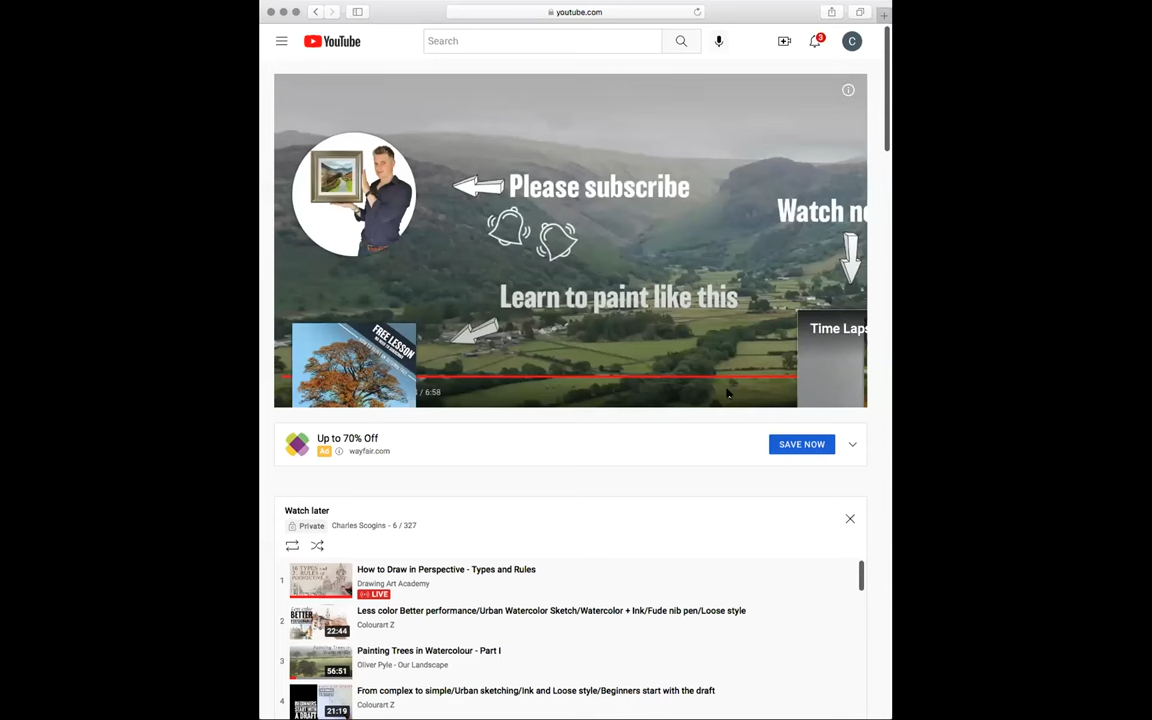 youtube.com
YouTube
Search
3
C
Please subscribe
Watch
Learn to paint like this
FREE LESSON
Time
/ 6:58
Up to 70% Off
Ad
wayfair.com
SAVE NOW
Watch later
Private
Charles Scogins - 6 / 327
1
How to Draw in Perspective - Types and Rules
Drawing Art Academy
LIVE
2
Less color Better performance/Urban Watercolor Sketch/Watercolor + Ink/Fude nib pen/Loose style
Colourart Z
22:44
3
Painting Trees in Watercolour - Part I
Oliver Pyle - Our Landscape
56:51
4
From complex to simple/Urban sketching/Ink and Loose style/Beginners start with the draft
Colourart Z
21:19